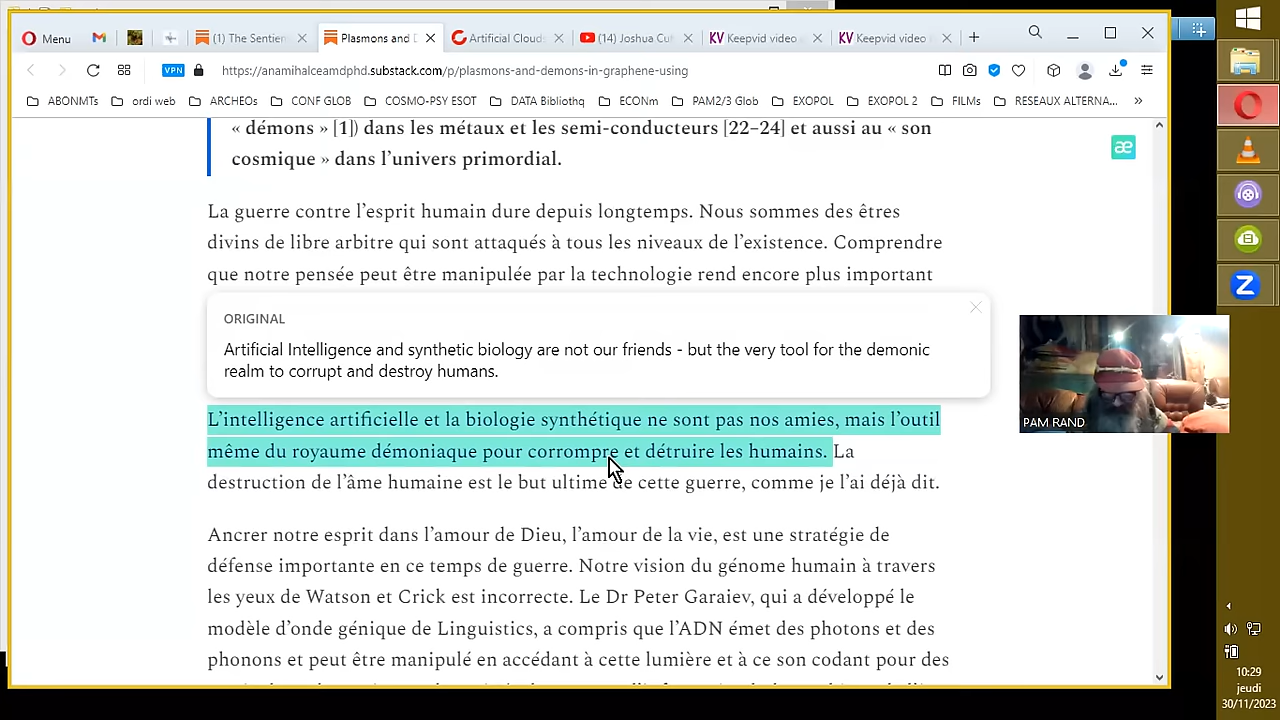 Menu
(1) The Sentien
Plasmons and D
Artificial Cloud
(14) Joshua Cut
KV Keepvid video
KV Keepvid video
VPN
https://anamihalceamdphd.substack.com/p/plasmons-and-demons-in-graphene-using
ABONMTs
ordi web
ARCHEOs
CONF GLOB
COSMO-PSY ESOT
DATA Bibliothq
ECONm
PAM2/3 Glob
EXOPOL
EXOPOL 2
FILMs
RESEAUX ALTERNA...
»
« démons » [1]) dans les métaux et les semi-conducteurs [22–24] et aussi au « son
cosmique » dans l’univers primordial.
æ
La guerre contre l’esprit humain dure depuis longtemps. Nous sommes des êtres
divins de libre arbitre qui sont attaqués à tous les niveaux de l’existence. Comprendre
que notre pensée peut être manipulée par la technologie rend encore plus important
ORIGINAL
Artificial Intelligence and synthetic biology are not our friends - but the very tool for the demonic
realm to corrupt and destroy humans.
L’intelligence artificielle et la biologie synthétique ne sont pas nos amies, mais l’outil
même du royaume démoniaque pour corrompre et détruire les humains. La
destruction de l’âme humaine est le but ultime de cette guerre, comme je l’ai déjà dit.
Ancrer notre esprit dans l’amour de Dieu, l’amour de la vie, est une stratégie de
défense importante en ce temps de guerre. Notre vision du génome humain à travers
les yeux de Watson et Crick est incorrecte. Le Dr Peter Garaiev, qui a développé le
modèle d’onde génique de Linguistics, a compris que l’ADN émet des photons et des
phonons et peut être manipulé en accédant à cette lumière et à ce son codant pour des
PAM RAND
Z
10:29
jeudi
30/11/2023